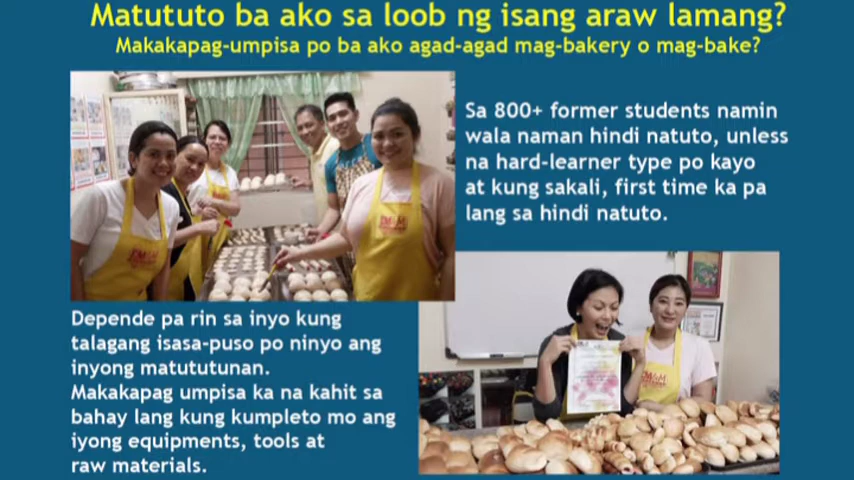 Matututo ba ako sa loob ng isang araw lamang?
Makakapag-umpisa po ba ako agad-agad mag-bakery o mag-bake?
Sa 800+ former students namin
wala naman hindi natuto, unless
na hard-learner type po kayo
at kung sakali, first time ka pa
lang sa hindi natuto.
Depende pa rin sa inyo kung
talagang isasa-puso po ninyo ang
inyong matututunan.
Makakapag umpisa ka na kahit sa
bahay lang kung kumpleto mo ang
iyong equipments, tools at
raw materials.